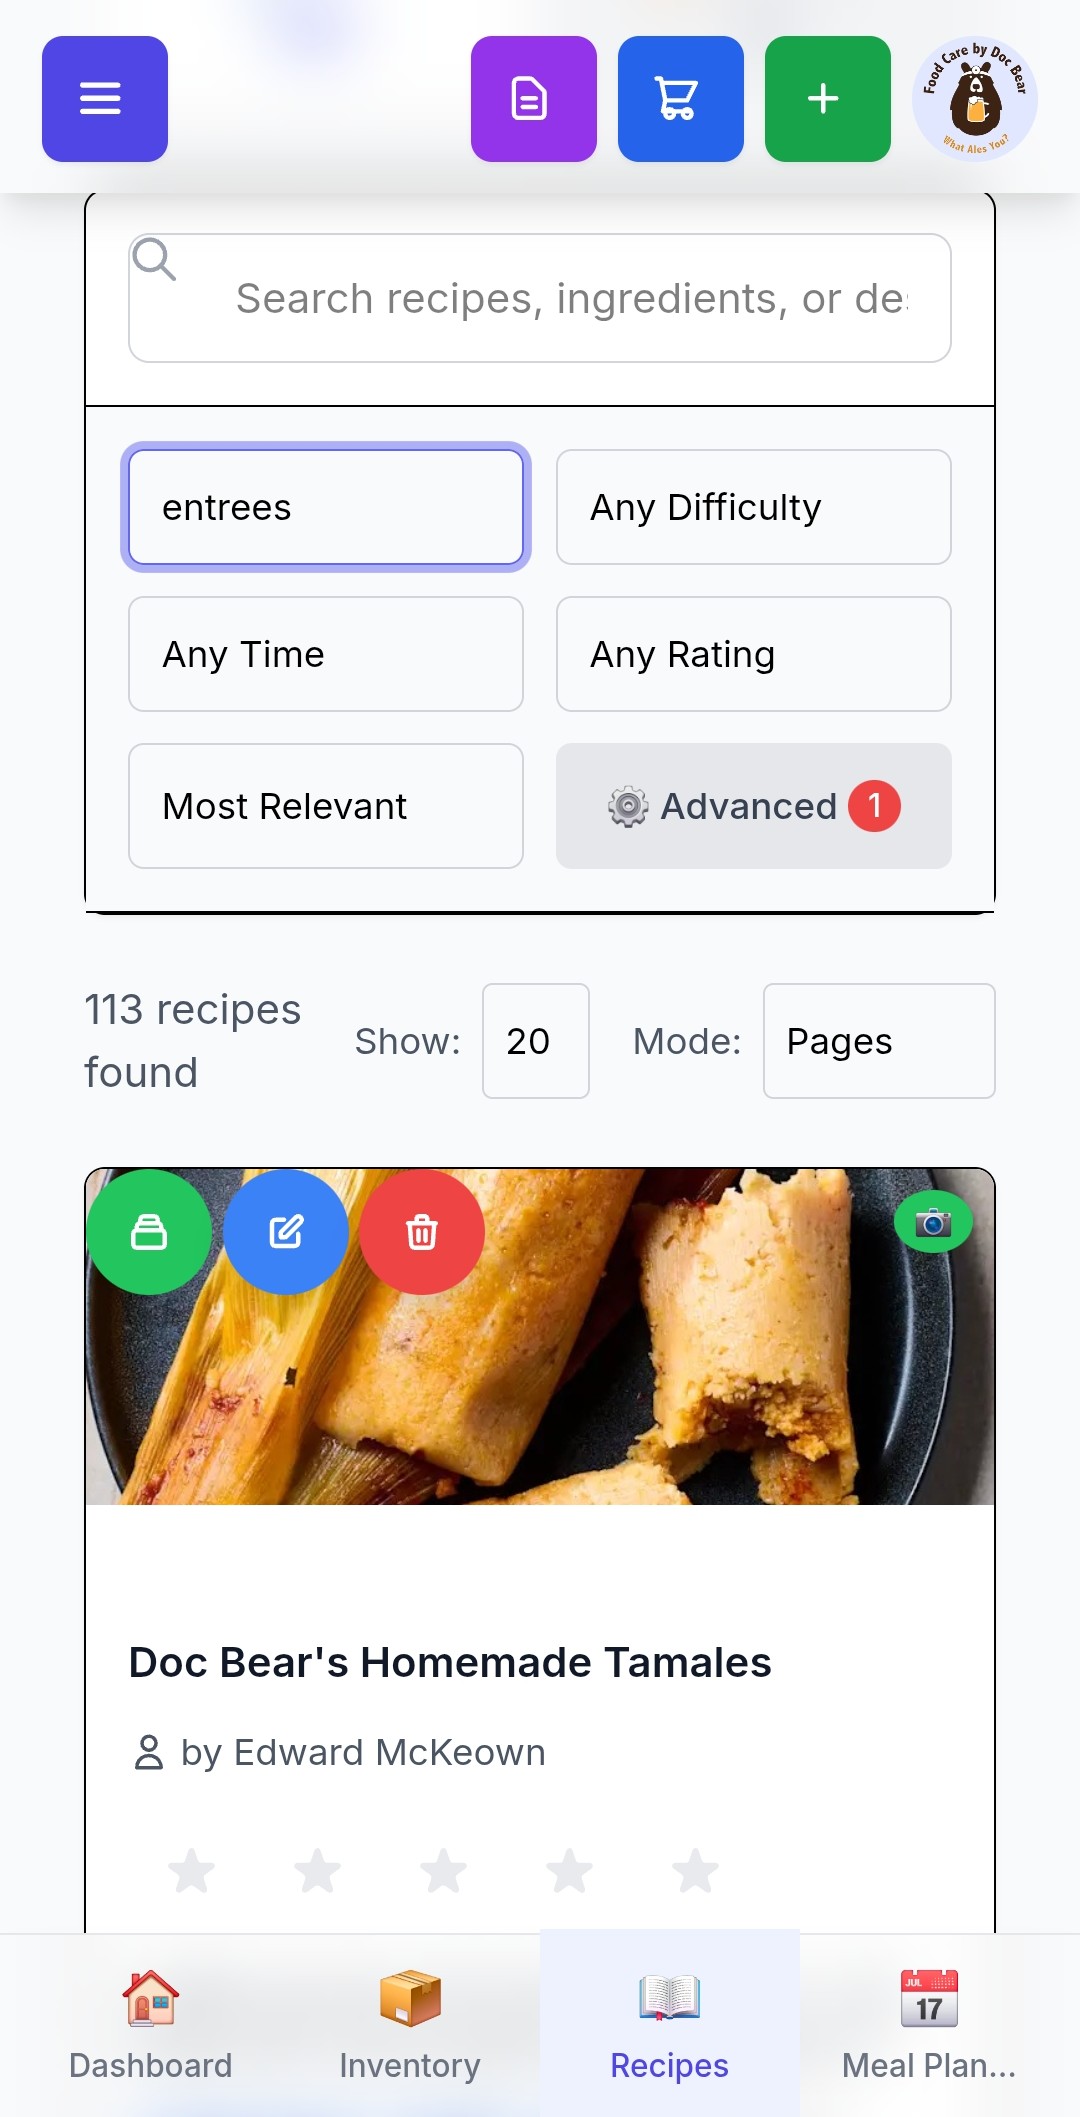 Food Care by Doc Bear
What Ales You?
Search recipes, ingredients, or de
entrees
Any Difficulty
Any Time
Any Rating
Most Relevant
Advanced 1
113 recipes
found
Show:
20
Mode:
Pages
Doc Bear's Homemade Tamales
by Edward McKeown
JUL
17
Dashboard
Inventory
Recipes
Meal Plan...